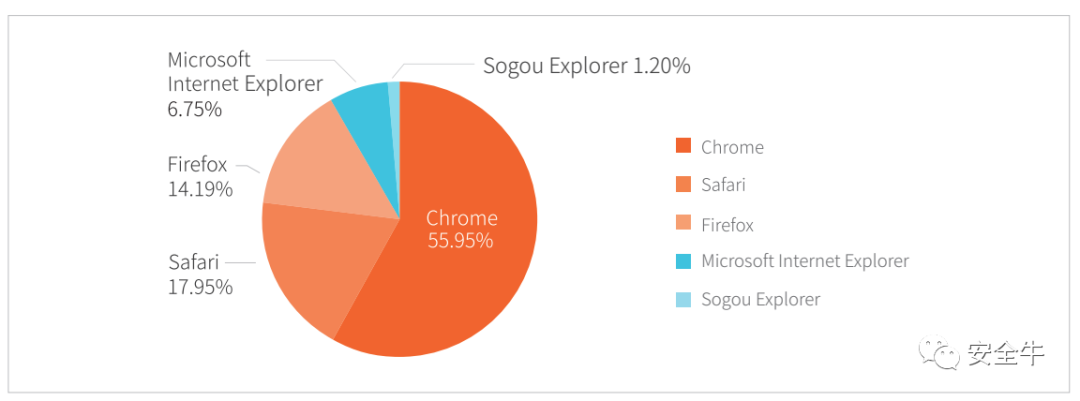 Microsoft
Internet Explorer
6.75%
Sogou Explorer 1.20%
Firefox
14.19%
Safari
17.95%
Chrome
55.95%
Chrome
Safari
Firefox
Microsoft Internet Explorer
Sogou Explorer
安全牛